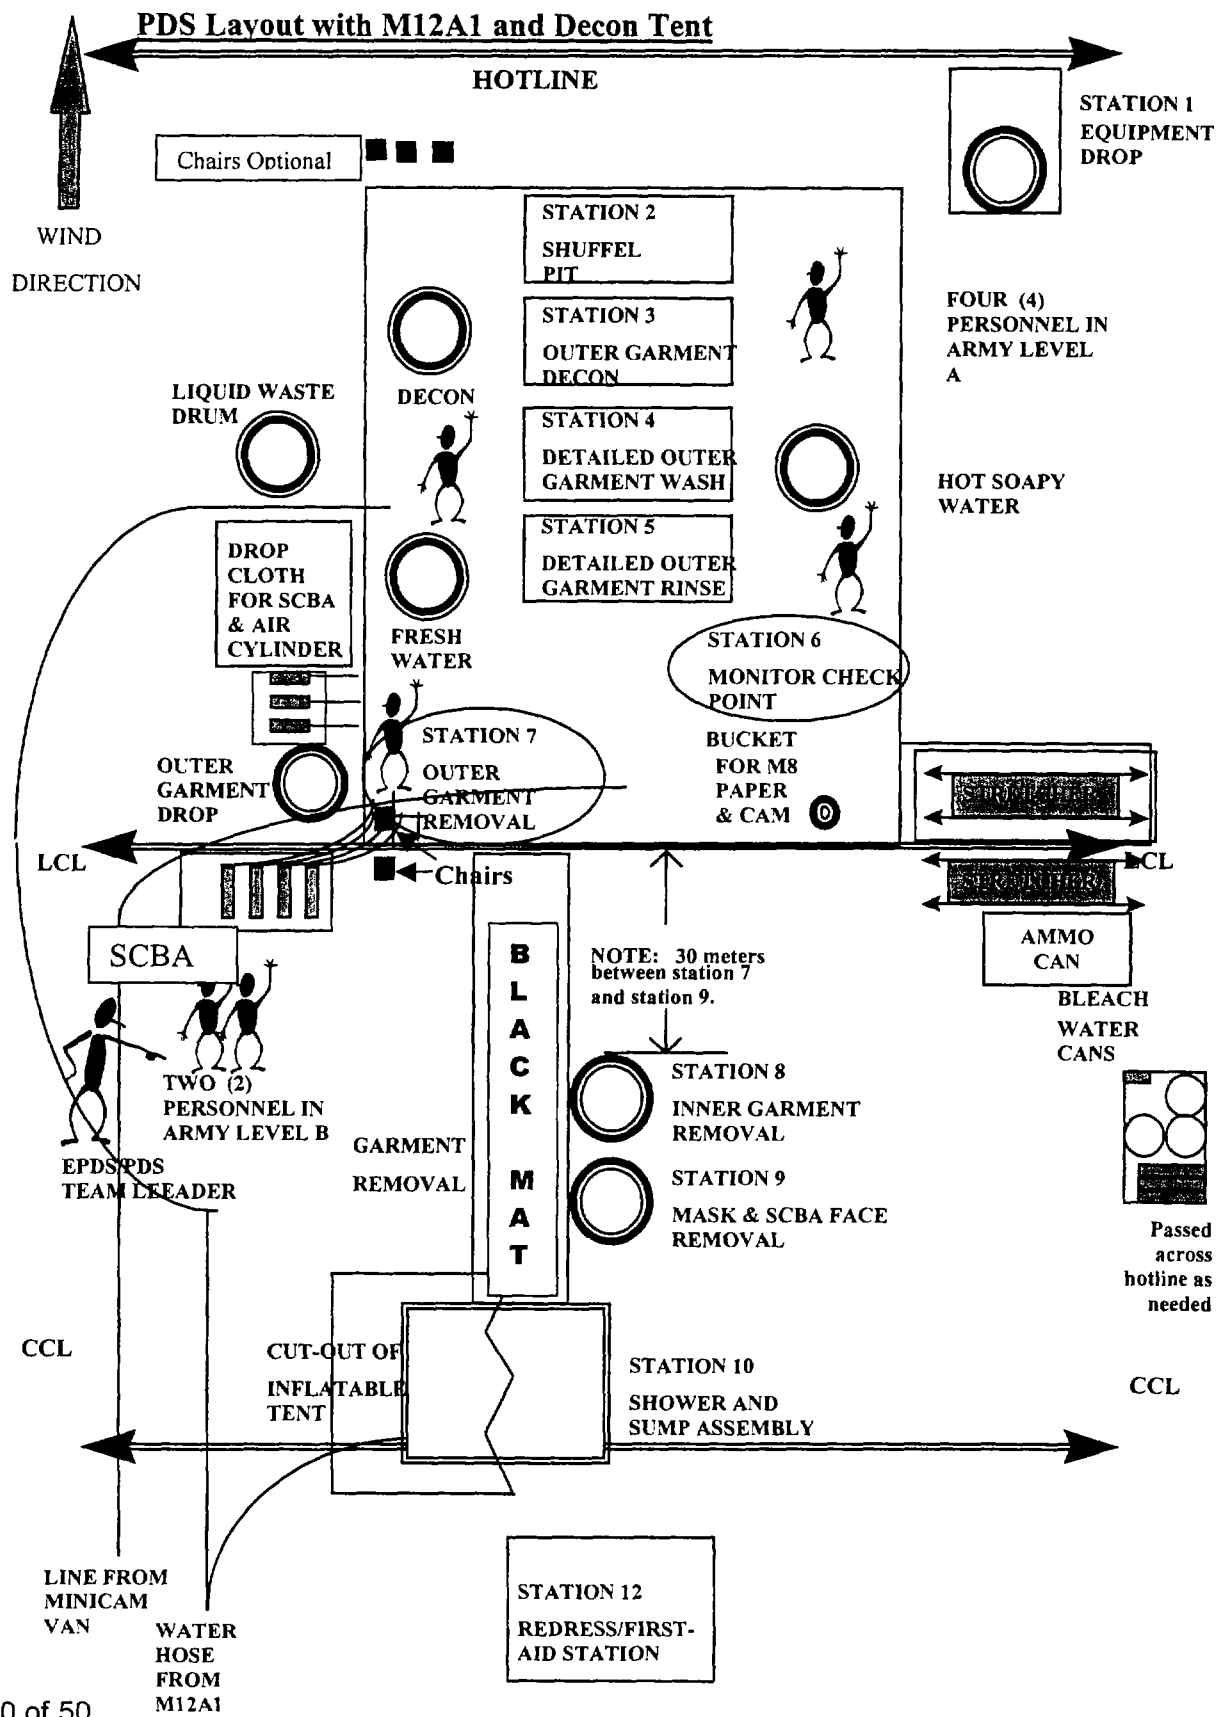 PDS Layout with M12A1 and Decon Tent
HOTLINE
STATION 1
EQUIPMENT
DROP
Chairs Optional
WIND
DIRECTION
STATION 2
SHUFFEL
PIT
STATION 3
OUTER GARMENT
DECON
FOUR (4)
PERSONNEL IN
ARMY LEVEL
A
DECON
LIQUID WASTE
DRUM
STATION 4
DETAILED OUTER
GARMENT WASH
HOT SOAPY
WATER
STATION 5
DETAILED OUTER
GARMENT RINSE
DROP
CLOTH
FOR SCBA
& AIR
CYLINDER
FRESH
WATER
STATION 6
MONITOR CHECK
POINT
STATION 7
OUTER
GARMENT
REMOVAL
BUCKET
FOR M8
PAPER
& CAM
OUTER
GARMENT
DROP
STRETCHER
LCL
LCL
STRETCHER
Chairs
AMMO
CAN
BLEACH
WATER
CANS
SCBA
NOTE: 30 meters
between station 7
and station 9.
BLACK MAT
TWO (2)
PERSONNEL IN
ARMY LEVEL B
EPDS/PDS
TEAM LEEADER
GARMENT
REMOVAL
STATION 8
INNER GARMENT
REMOVAL
STATION 9
MASK & SCBA FACE
REMOVAL
Passed
across
hotline as
needed
CCL
CUT-OUT OF
INFLATABLE
TENT
STATION 10
SHOWER AND
SUMP ASSEMBLY
CCL
LINE FROM
MINICAM
VAN
WATER
HOSE
FROM
M12A1
STATION 12
REDRESS/FIRST-
AID STATION
0 of 50